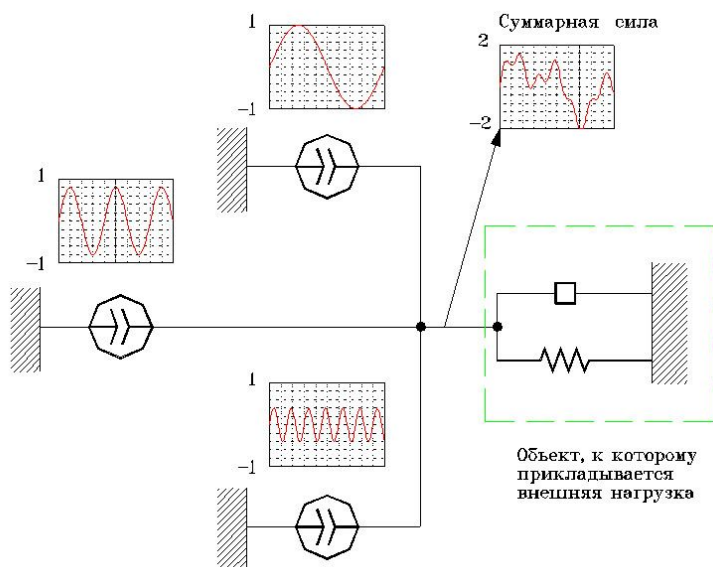 Суммарная сила
1
-1
2
-2
1
-1
1
-1
Объект, к которому
прикладывается
внешняя нагрузка